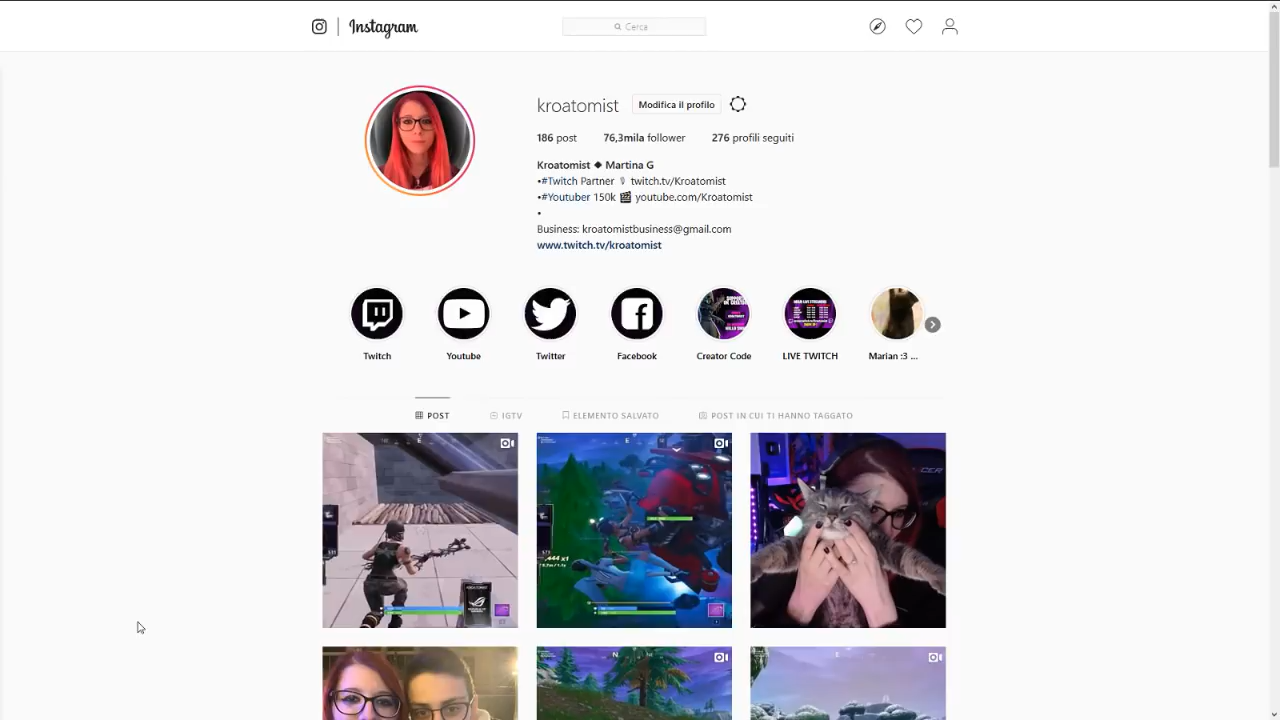 Instagram
Cerca
kroatomist
Modifica il profilo
186 post
76,3mila follower
276 profili seguiti
Kroatomist ◆ Martina G
•#Twitch Partner 🎙 twitch.tv/Kroatomist
•#Youtuber 150k 🎬 youtube.com/Kroatomist
•
Business: kroatomistbusiness@gmail.com
www.twitch.tv/kroatomist
Twitch
Youtube
Twitter
Facebook
Creator Code
LIVE TWITCH
Marian :3 ...
POST
IGTV
ELEMENTO SALVATO
POST IN CUI TI HANNO TAGGATO